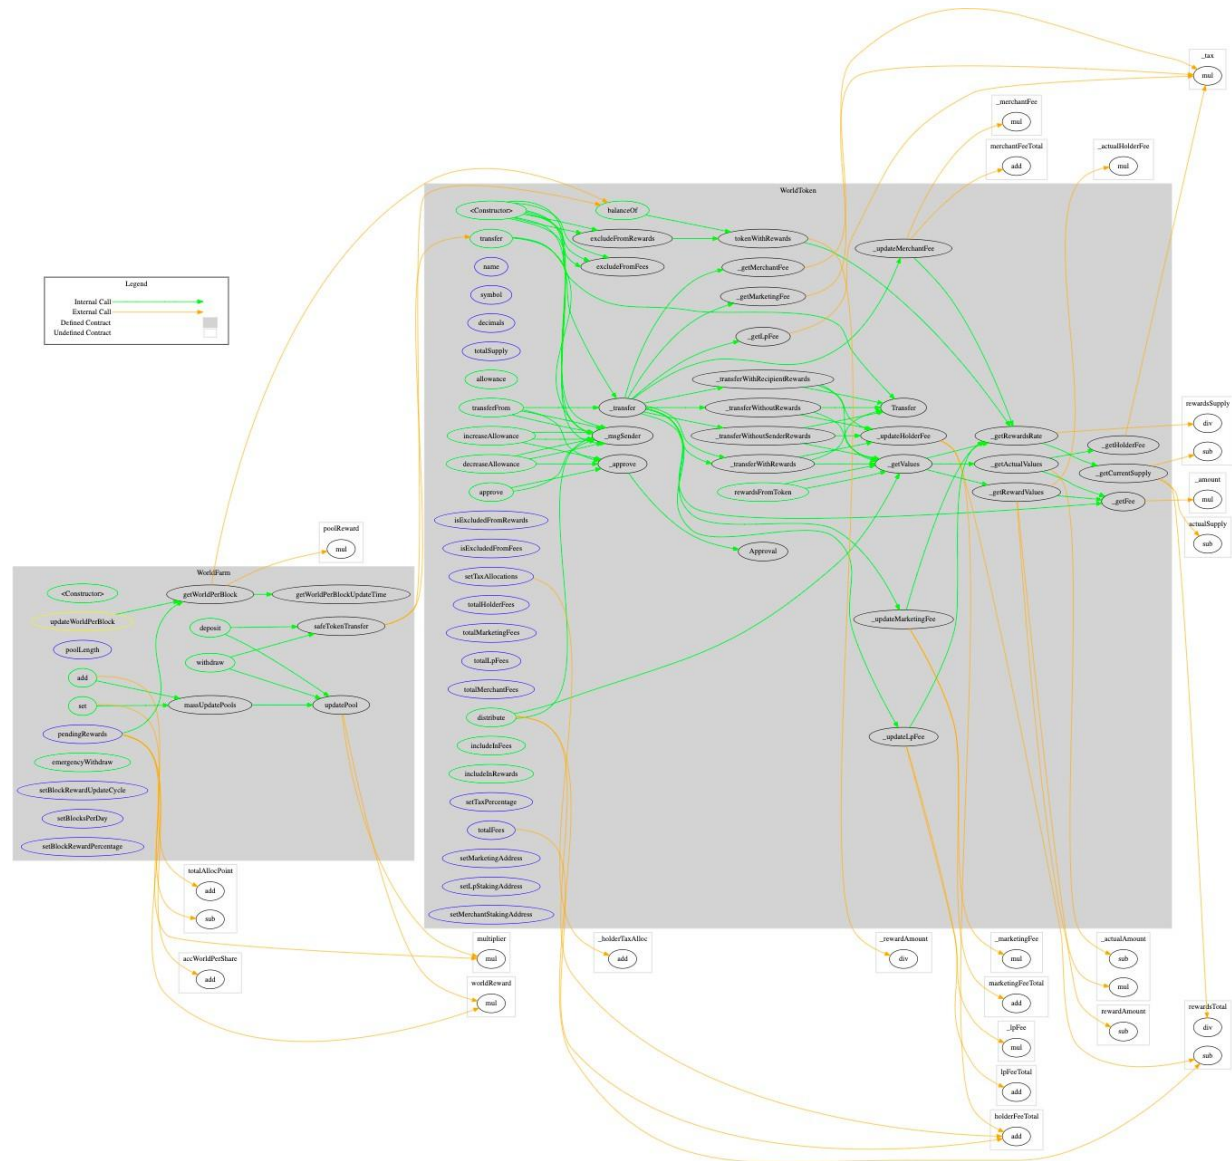 Legend
Internal Call
External Call
Defined Contract
Undefined Contract
WorldFarm
<Constructor>
updateWorldPerBlock
poolLength
add
set
pendingRewards
emergencyWithdraw
setBlockRewardUpdateCycle
setBlocksPerDay
setBlockRewardPercentage
getWorldPerBlock
deposit
withdraw
massUpdatePools
getWorldPerBlockUpdateTime
safeTokenTransfer
updatePool
poolReward
mul
totalAllocPoint
add
sub
accWorldPerShare
add
multiplier
mul
worldReward
mul
WorldToken
<Constructor>
transfer
name
symbol
decimals
totalSupply
allowance
transferFrom
increaseAllowance
decreaseAllowance
approve
isExcludedFromRewards
isExcludedFromFees
setTaxAllocations
totalHolderFees
totalMarketingFees
totalLpFees
totalMerchantFees
distribute
includeInFees
includeInRewards
setTaxPercentage
totalFees
setMarketingAddress
setLpStakingAddress
setMerchantStakingAddress
balanceOf
excludeFromRewards
excludeFromFees
_transfer
_msgSender
_approve
tokenWithRewards
_getMerchantFee
_getMarketingFee
_getLpFee
_transferWithRecipientRewards
_transferWithoutRewards
_transferWithoutSenderRewards
_transferWithRewards
rewardsFromToken
Approval
_updateMerchantFee
Transfer
_updateHolderFee
_getValues
_updateMarketingFee
_updateLpFee
_getRewardsRate
_getActualValues
_getRewardValues
_getHolderFee
_getCurrentSupply
_getFee
_holderTaxAlloc
add
_rewardAmount
div
_merchantFee
mul
merchantFeeTotal
add
_actualHolderFee
mul
_tax
mul
rewardsSupply
div
sub
_amount
mul
actualSupply
sub
_marketingFee
mul
marketingFeeTotal
add
_lpFee
mul
lpFeeTotal
add
holderFeeTotal
add
_actualAmount
sub
mul
rewardAmount
sub
rewardsTotal
div
sub